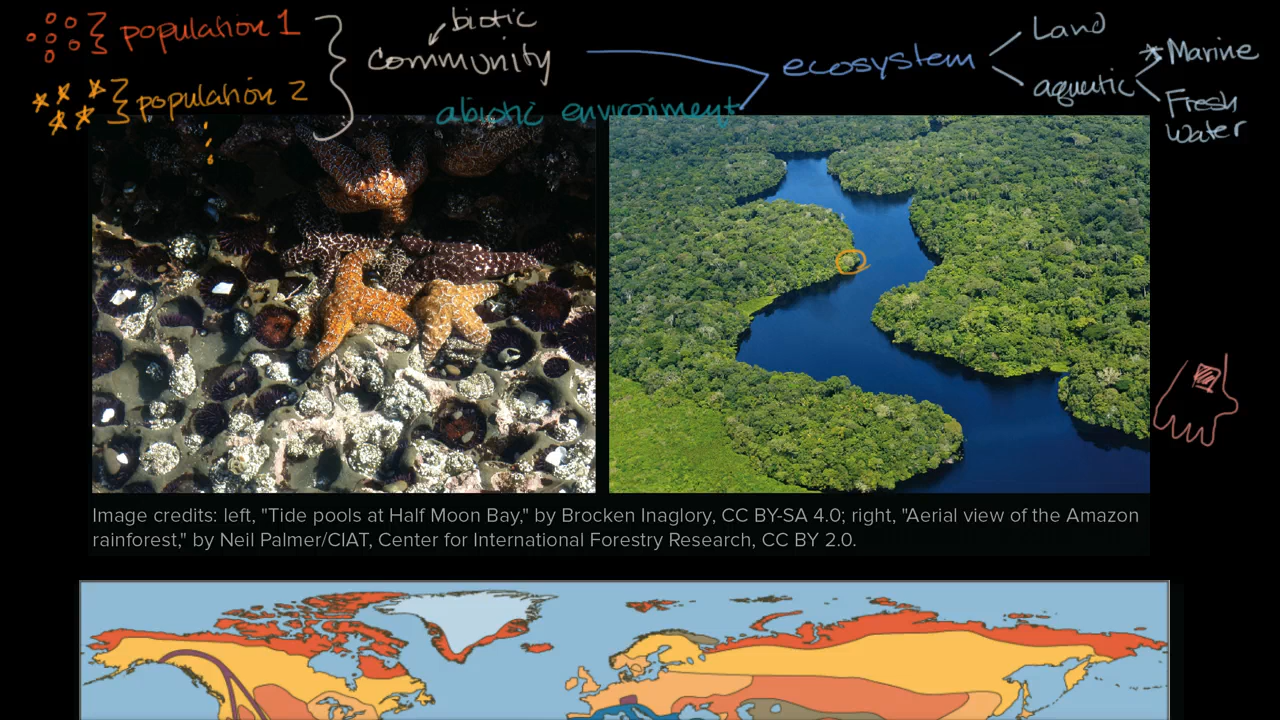 population 1
population 2
biotic
community
abiotic environment
ecosystem
Land
aquatic
Marine
Fresh
water
Image credits: left, "Tide pools at Half Moon Bay," by Brocken Inaglory, CC BY-SA 4.0; right, "Aerial view of the Amazon
rainforest," by Neil Palmer/CIAT, Center for International Forestry Research, CC BY 2.0.